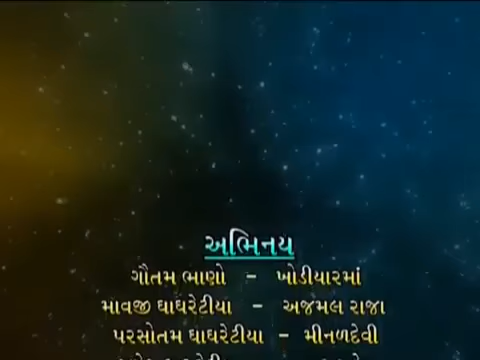 અભિનય
ગૌતમ ભાણો - ખોડીયારમાં
માવજી ઘાઘરેટીયા - અજમલ રાજા
પરસોતમ ઘાઘરેટીયા - મીનળદેવી